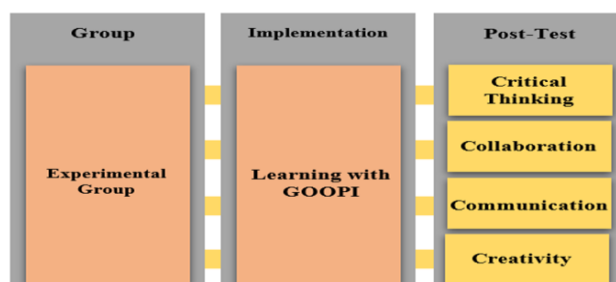 Group
Implementation
Post-Test
Experimental
Group
Learning with
GOOPI
Critical
Thinking
Collaboration
Communication
Creativity